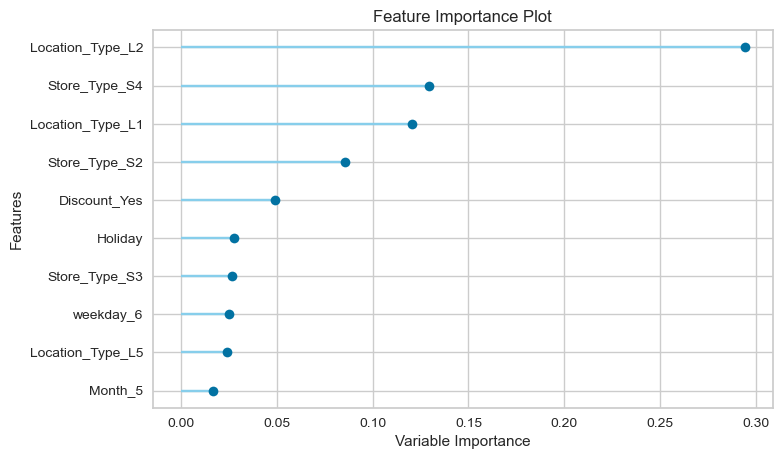 Feature Importance Plot
Location_Type_L2
Store_Type_S4
Location_Type_L1
Store_Type_S2
Discount_Yes
Holiday
Store_Type_S3
weekday_6
Location_Type_L5
Month_5
Features
0.00 0.05 0.10 0.15 0.20 0.25 0.30
Variable Importance